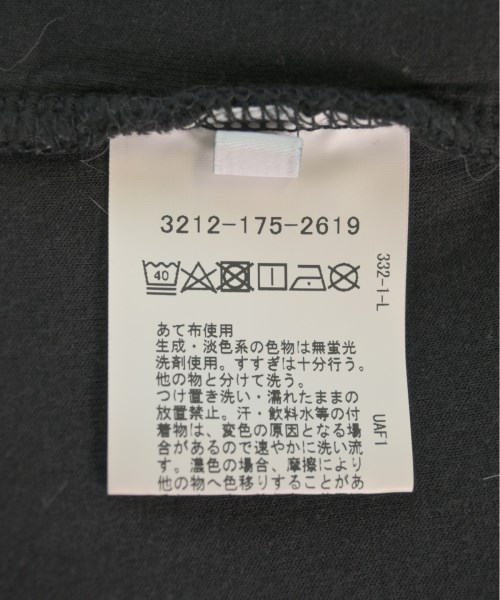 3212-175-2619
40
あて布使用
生成・淡色系の色物は無蛍光
洗剤使用。すすぎは十分行う。
他の物と分けて洗う。
つけ置き洗い・濡れたままの
放置禁止。汗・飲料水等の付
着物は、変色の原因となる場
合があるので速やかに洗い流
す。濃色の場合、摩擦により
他の物へ色移りすることがあ
332-1-L
UAF1